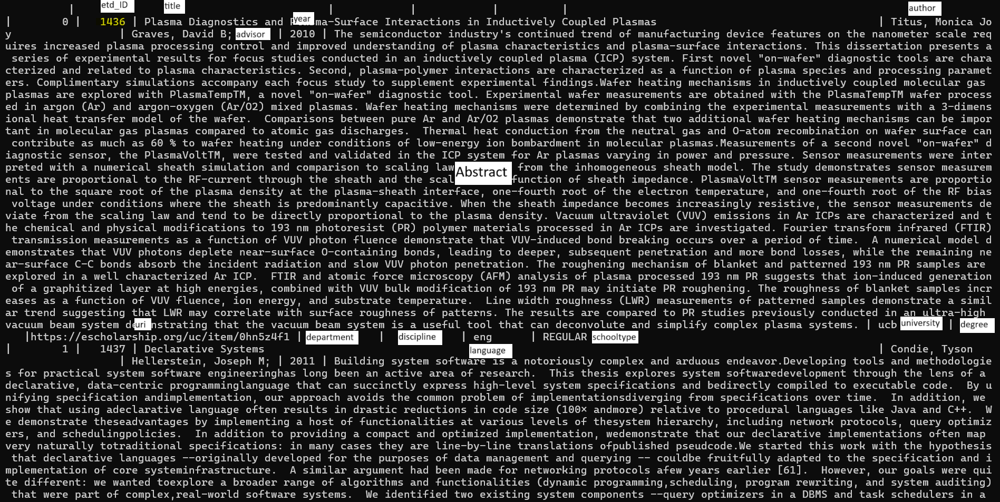 | etd_ID title | | | | author
| 0 | 1436 | Plasma Diagnostics and P year ma-Surface Interactions in Inductively Coupled Plasmas | Titus, Monica Jo
y | Graves, David B; advisor | 2010 | The semiconductor industry's continued trend of manufacturing device features on the nanometer scale req
uires increased plasma processing control and improved understanding of plasma characteristics and plasma-surface interactions. This dissertation presents a
series of experimental results for focus studies conducted in an inductively coupled plasma (ICP) system. First novel "on-wafer" diagnostic tools are chara
cterized and related to plasma characteristics. Second, plasma-polymer interactions are characterized as a function of plasma species and processing paramet
ers. Complimentary simulations accompany each focus study to supplement experimental findings.Wafer heating mechanisms in inductively coupled molecular gas
plasmas are explored with PlasmaTempTM, a novel "on-wafer" diagnostic tool. Experimental wafer measurements are obtained with the PlasmaTempTM wafer process
ed in argon (Ar) and argon-oxygen (Ar/O2) mixed plasmas. Wafer heating mechanisms were determined by combining the experimental measurements with a 3-dimens
ional heat transfer model of the wafer.  Comparisons between pure Ar and Ar/O2 plasmas demonstrate that two additional wafer heating mechanisms can be impor
tant in molecular gas plasmas compared to atomic gas discharges.  Thermal heat conduction from the neutral gas and O-atom recombination on wafer surface can
contribute as much as 60 % to wafer heating under conditions of low-energy ion bombardment in molecular plasmas.Measurements of a second novel "on-wafer" d
iagnostic sensor, the PlasmaVoltTM, were tested and validated in the ICP system for Ar plasmas varying in power and pressure. Sensor measurements were inter
preted with a numerical sheath simulation and comparison to scaling law Abstract from the inhomogeneous sheath model. The study demonstrates sensor measurem
ents are proportional to the RF-current through the sheath and the scal function of sheath impedance. PlasmaVoltTM sensor measurements are proportio
nal to the square root of the plasma density at the plasma-sheath interface, one-fourth root of the electron temperature, and one-fourth root of the RF bias
voltage under conditions where the sheath is predominantly capacitive. When the sheath impedance becomes increasingly resistive, the sensor measurements de
viate from the scaling law and tend to be directly proportional to the plasma density. Vacuum ultraviolet (VUV) emissions in Ar ICPs are characterized and t
he chemical and physical modifications to 193 nm photoresist (PR) polymer materials processed in Ar ICPs are investigated. Fourier transform infrared (FTIR)
transmission measurements as a function of VUV photon fluence demonstrate that VUV-induced bond breaking occurs over a period of time.  A numerical model d
emonstrates that VUV photons deplete near-surface O-containing bonds, leading to deeper, subsequent penetration and more bond losses, while the remaining ne
ar-surface C-C bonds absorb the incident radiation and slow VUV photon penetration. The roughening mechanism of blanket and patterned 193 nm PR samples are
explored in a well characterized Ar ICP.  FTIR and atomic force microscopy (AFM) analysis of plasma processed 193 nm PR suggests that ion-induced generation
of a graphitized layer at high energies, combined with VUV bulk modification of 193 nm PR may initiate PR roughening. The roughness of blanket samples incr
eases as a function of VUV fluence, ion energy, and substrate temperature.  Line width roughness (LWR) measurements of patterned samples demonstrate a simil
ar trend suggesting that LWR may correlate with surface roughness of patterns. The results are compared to PR studies previously conducted in an ultra-high
vacuum beam system de uri nstrating that the vacuum beam system is a useful tool that can deconvolute and simplify complex plasma systems. | ucb university | degree
|https://escholarship.org/uc/item/0hn5z4f1 | department | discipline | eng | REGULAR schooltype
| 1 | 1437 | Declarative Systems language | Condie, Tyson
| Hellerstein, Joseph M; | 2011 | Building system software is a notoriously complex and arduous endeavor.Developing tools and methodologie
s for practical system software engineeringhas long been an active area of research.  This thesis explores system softwaredevelopment through the lens of a
declarative, data-centric programminglanguage that can succinctly express high-level system specifications and bedirectly compiled to executable code.  By u
nifying specification andimplementation, our approach avoids the common problem of implementationsdiverging from specifications over time.  In addition, we
show that using adeclarative language often results in drastic reductions in code size (100× andmore) relative to procedural languages like Java and C++.  W
e demonstrate theseadvantages by implementing a host of functionalities at various levels of thesystem hierarchy, including network protocols, query optimiz
ers, and schedulingpolicies.  In addition to providing a compact and optimized implementation, wedemonstrate that our declarative implementations often map
very naturally totraditional specifications: in many cases they are line-by-line translations ofpublished pseudcode.We started this work with the hypothesis
that declarative languages --originally developed for the purposes of data management and querying -- couldbe fruitfully adapted to the specification and i
mplementation of core systeminfrastructure.  A similar argument had been made for networking protocols afew years earlier [61].  However, our goals were qui
te different: we wanted toexplore a broader range of algorithms and functionalities (dynamic programming,scheduling, program rewriting, and system auditing)
that were part of complex,real-world software systems.  We identified two existing system components --query optimizers in a DBMS and task schedulers in a